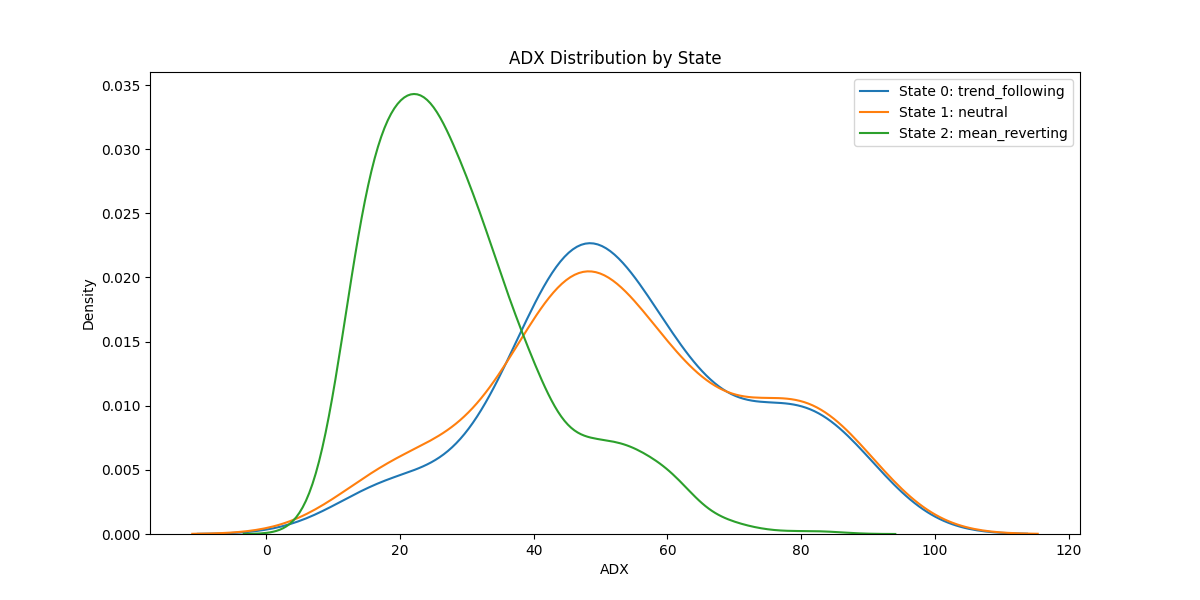 ADX Distribution by State
State 0: trend_following
State 1: neutral
State 2: mean_reverting
Density
0.035
0.030
0.025
0.020
0.015
0.010
0.005
0.000
0
20
40
60
80
100
120
ADX